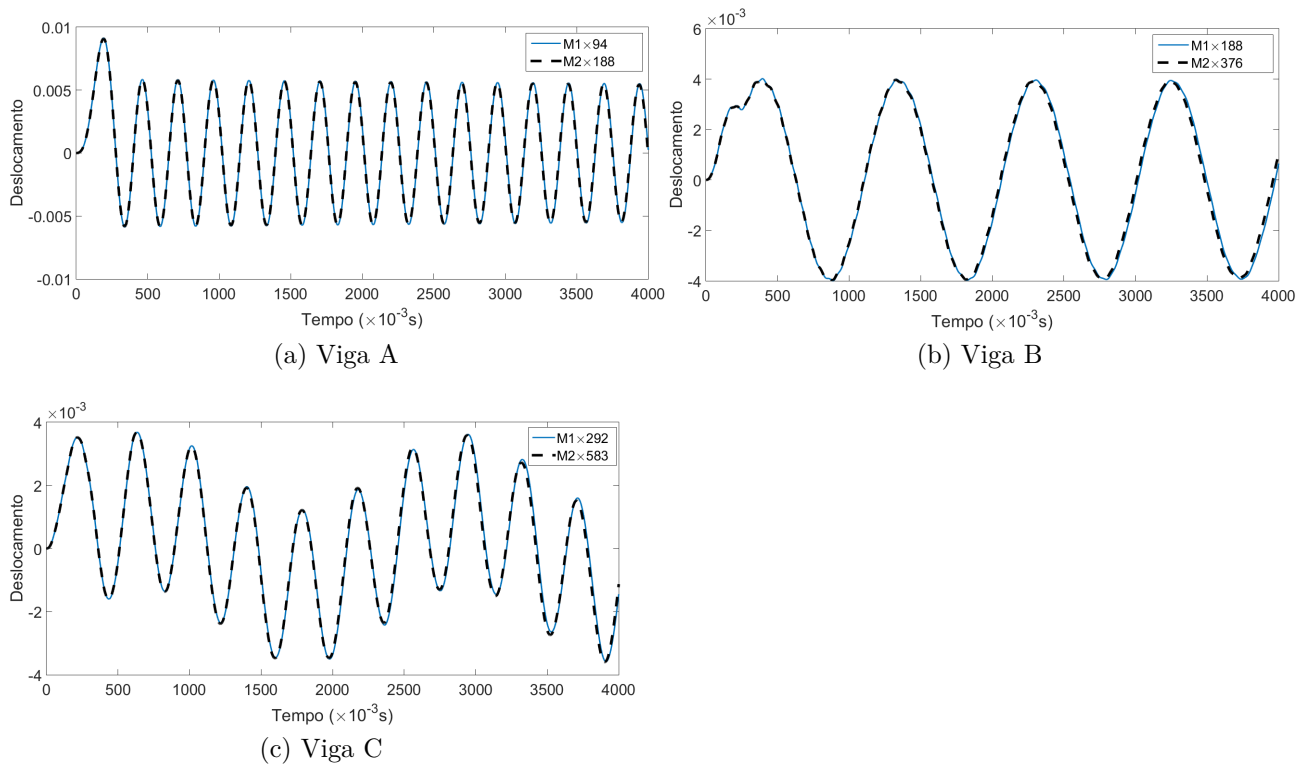 0.01
0.005
0
-0.005
-0.01
Deslocamento
M1×94
M2×188
0 500 1000 1500 2000 2500 3000 3500 4000
Tempo (×10⁻³s)
(a) Viga A
×10⁻³
6
4
2
0
-2
-4
Deslocamento
M1×188
M2×376
0 500 1000 1500 2000 2500 3000 3500 4000
Tempo (×10⁻³s)
(b) Viga B
×10⁻³
4
2
0
-2
-4
Deslocamento
M1×292
M2×583
0 500 1000 1500 2000 2500 3000 3500 4000
Tempo (×10⁻³s)
(c) Viga C